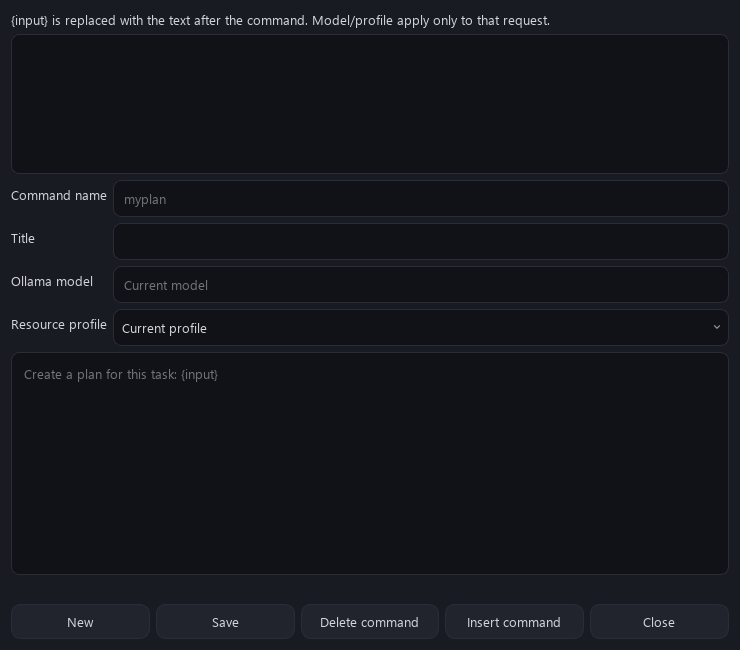 {input} is replaced with the text after the command. Model/profile apply only to that request.
Command name
myplan
Title
Ollama model
Current model
Resource profile
Current profile
Create a plan for this task: {input}
New
Save
Delete command
Insert command
Close